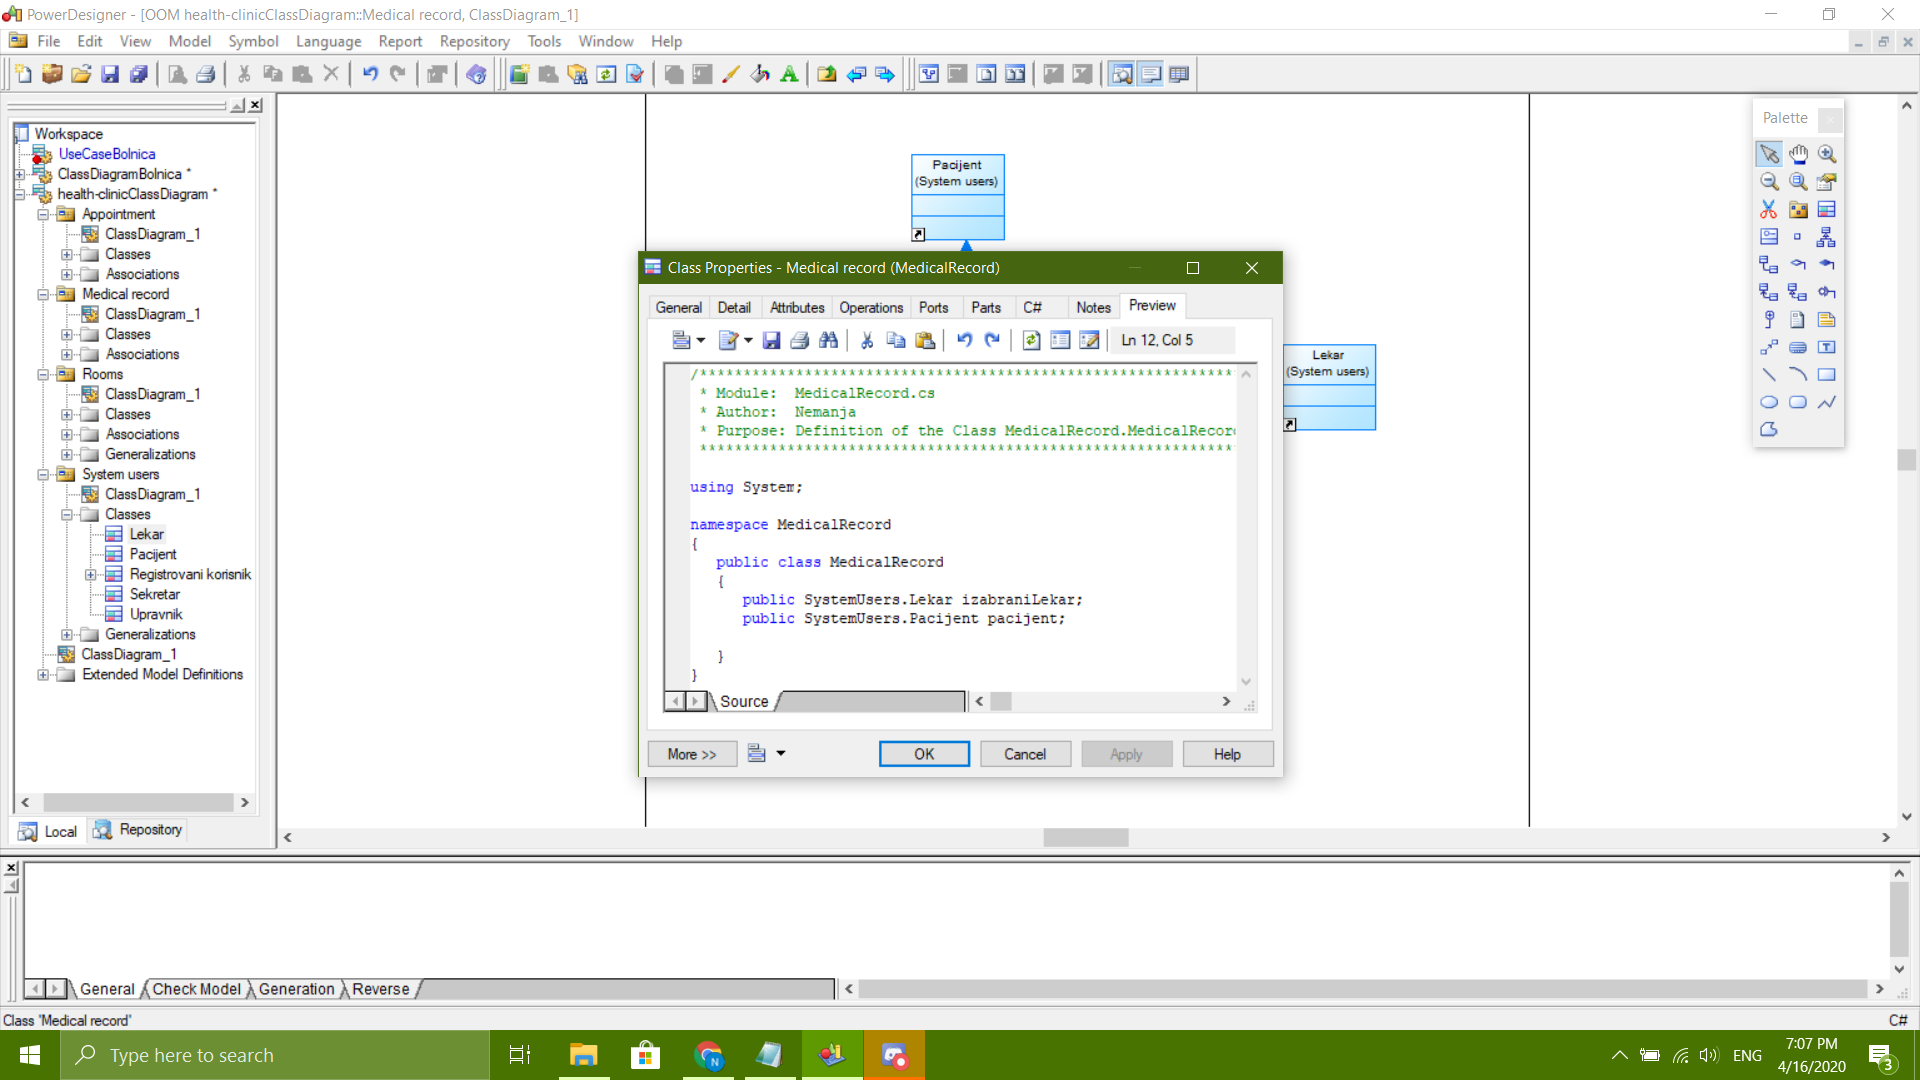 PowerDesigner - [OOM health-clinicClassDiagram::Medical record, ClassDiagram_1]
File Edit View Model Symbol Language Report Repository Tools Window Help
Workspace
UseCaseBolnica
ClassDiagramBolnica *
health-clinicClassDiagram *
Appointment
ClassDiagram_1
Classes
Associations
Medical record
ClassDiagram_1
Classes
Associations
Rooms
ClassDiagram_1
Classes
Associations
Generalizations
System users
ClassDiagram_1
Classes
Lekar
Pacijent
Registrovani korisnik
Sekretar
Upravnik
Generalizations
ClassDiagram_1
Extended Model Definitions
Local Repository
Pacijent
(System users)
Lekar
(System users)
Palette
Class Properties - Medical record (MedicalRecord)
General Detail Attributes Operations Ports Parts C# Notes Preview
Ln 12, Col 5
/***************************************************************
* Module:  MedicalRecord.cs
* Author:  Nemanja
* Purpose: Definition of the Class MedicalRecord.MedicalRecor
***************************************************************
using System;
namespace MedicalRecord
{
public class MedicalRecord
{
public SystemUsers.Lekar izabraniLekar;
public SystemUsers.Pacijent pacijent;
}
}
Source
More >> OK Cancel Apply Help
General Check Model Generation Reverse
Class 'Medical record' C#
Type here to search
ENG
7:07 PM
4/16/2020
3